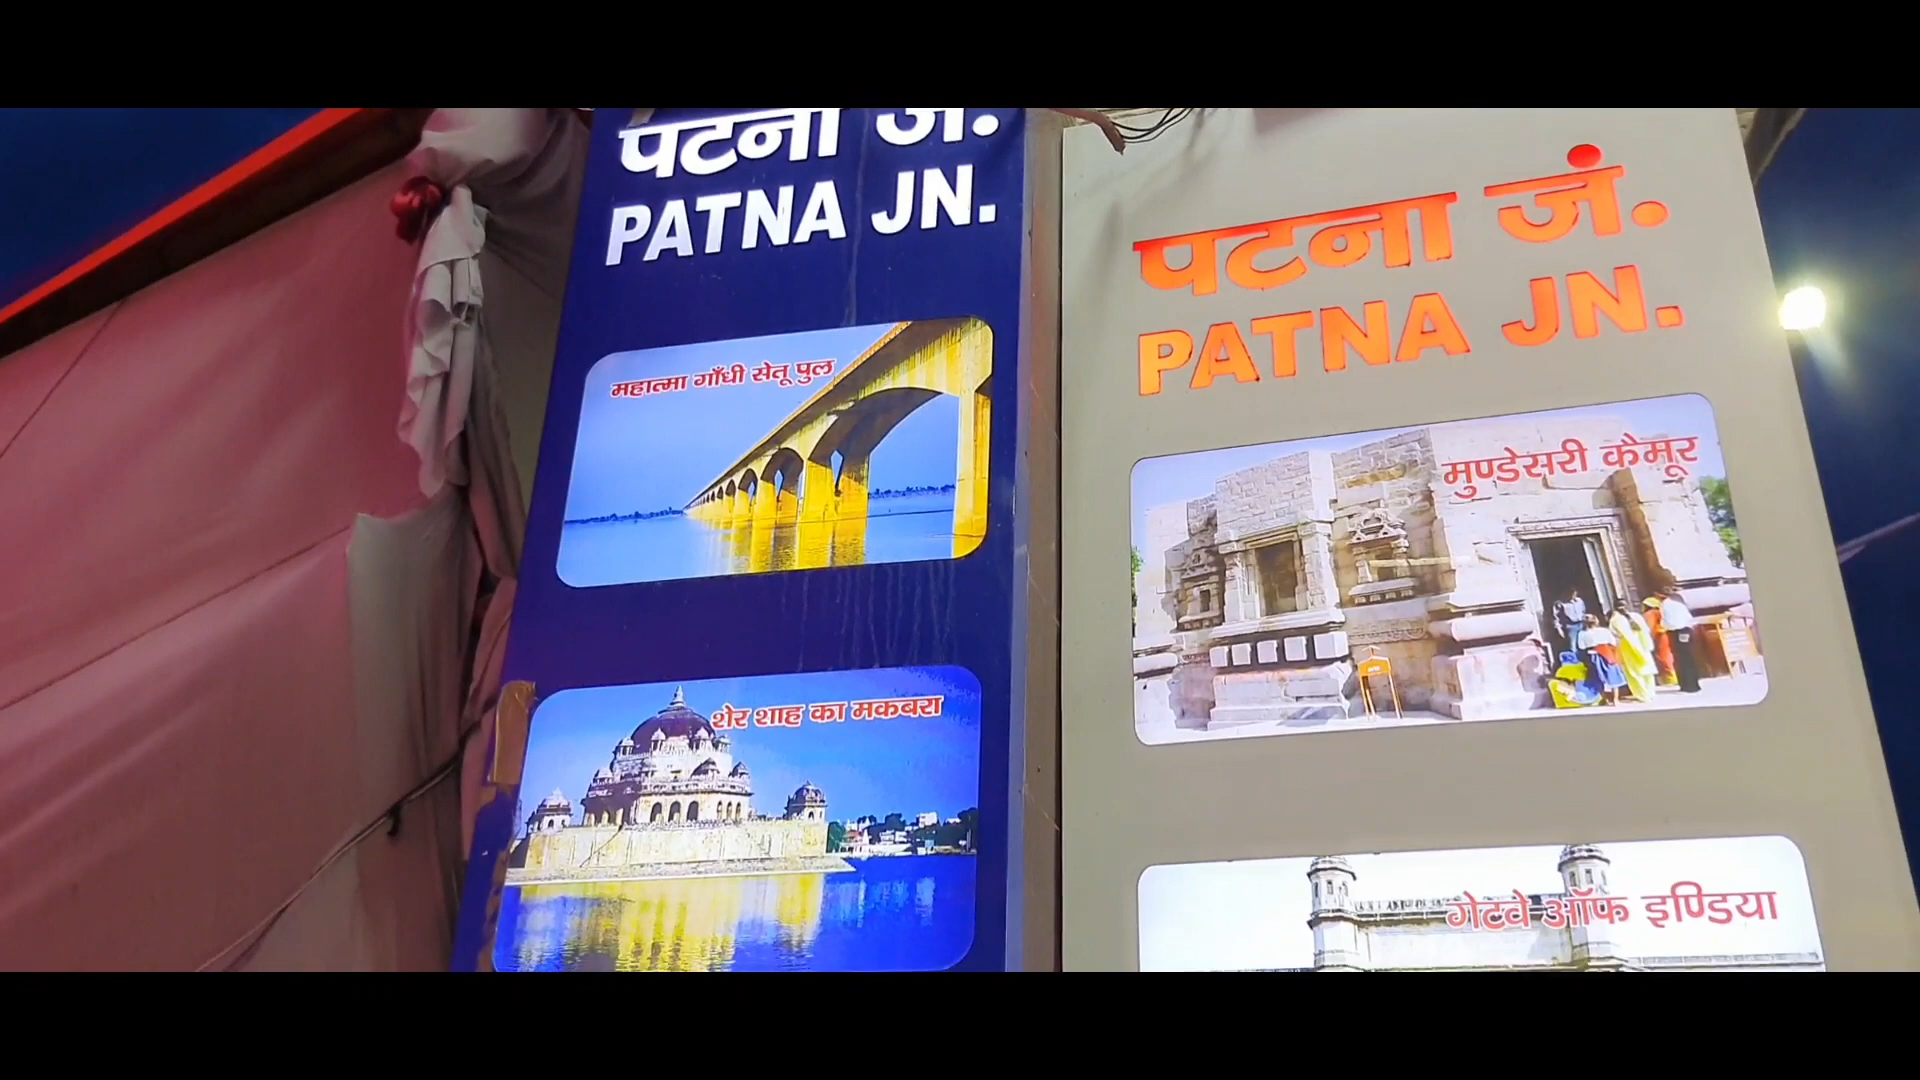 पटना जं.
PATNA JN.
महात्मा गाँधी सेतू पुल
शेर शाह का मकबरा
पटना जं.
PATNA JN.
मुण्डेसरी कैमूर
गेटवे ऑफ इण्डिया